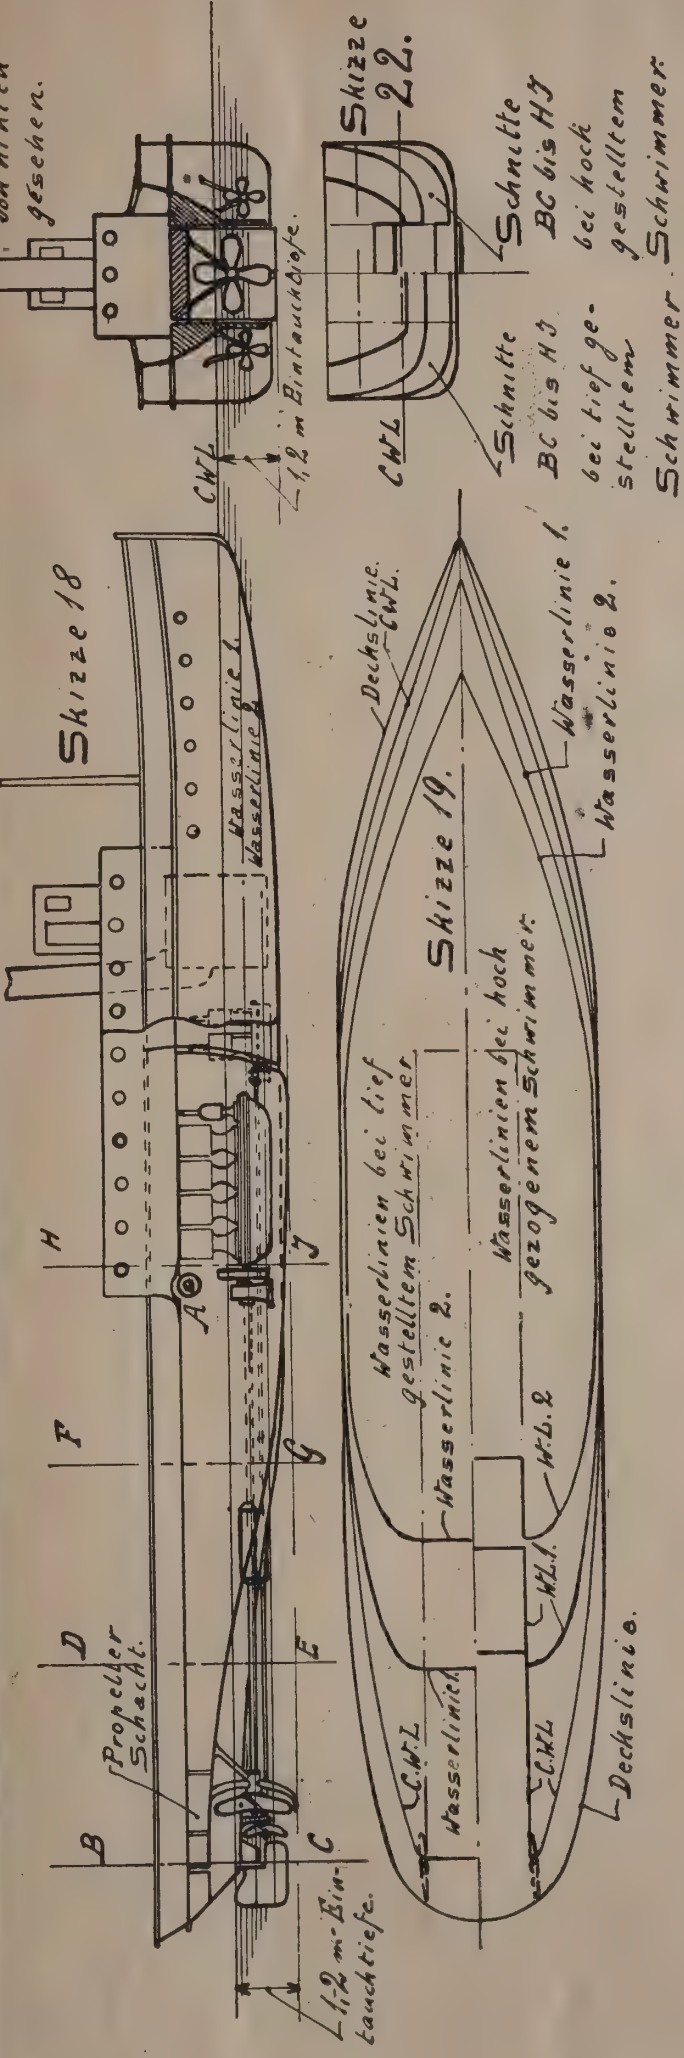 von hinten
gesehen.
Skizze 18
CWL
1,2 m Eintauchtiefe.
Wasserlinie 1.
Wasserlinie 2.
H
A
J
F
G
D
E
Propeller
Schacht.
B
C
1,2 m-Ein-
tauchtiefe.
Skizze
22.
CWL
Schnitte
BC bis HJ
bei tief ge-
stelltem
Schwimmer
Schnitte
BC bis HJ
bei hoch
gestelltem
Schwimmer
Deckslinie.
CWL.
Skizze 19.
Wasserlinie 1.
Wasserlinie 2.
Wasserlinien bei tief
gestelltem Schwimmer
Wasserlinie 2.
Wasserlinien bei hoch
gezogenem Schwimmer.
W.L.2
W.L.1.
C.W.L
Wasserlinie 1.
C.WL
Deckslinie.